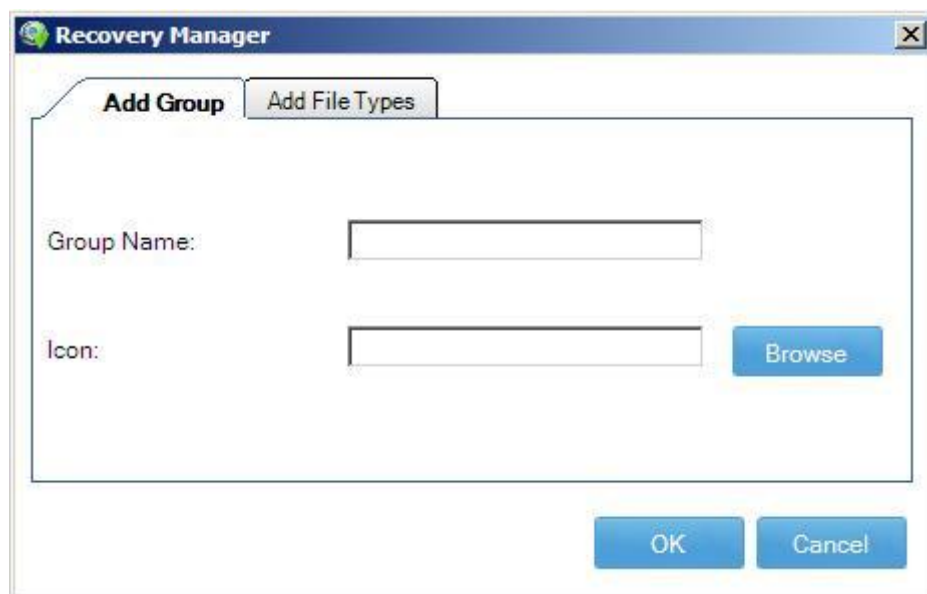 Recovery Manager
Add Group
Add File Types
Group Name:
Icon:
Browse
OK
Cancel